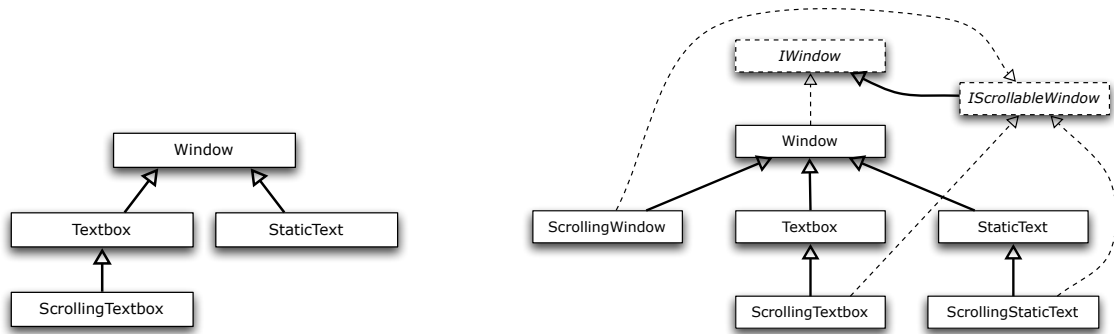 Window
Textbox
StaticText
ScrollingTextbox
IWindow
IScrollableWindow
Window
ScrollingWindow
Textbox
StaticText
ScrollingTextbox
ScrollingStaticText